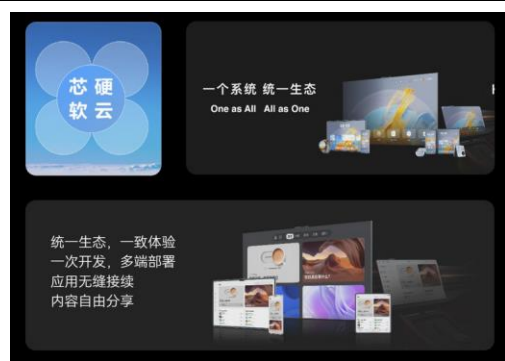 芯 硬
软 云
一个系统 统一生态
One as All All as One
统一生态，一致体验
一次开发，多端部署
应用无缝接续
内容自由分享